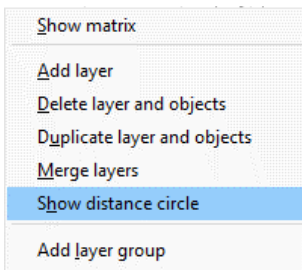 Show matrix
Add layer
Delete layer and objects
Duplicate layer and objects
Merge layers
Show distance circle
Add layer group